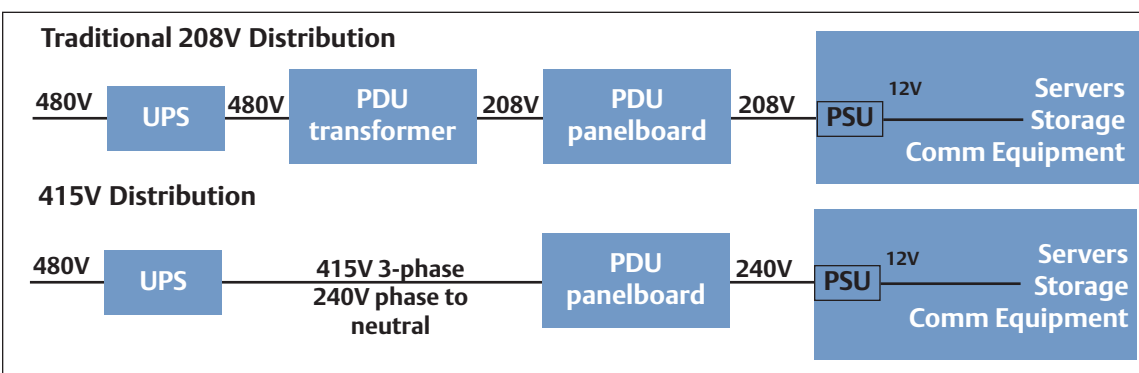 Traditional 208V Distribution
480V
UPS
480V
PDU
transformer
208V
PDU
panelboard
208V
PSU
12V
Servers
Storage
Comm Equipment
415V Distribution
480V
UPS
415V 3-phase
240V phase to
neutral
PDU
panelboard
240V
PSU
12V
Servers
Storage
Comm Equipment